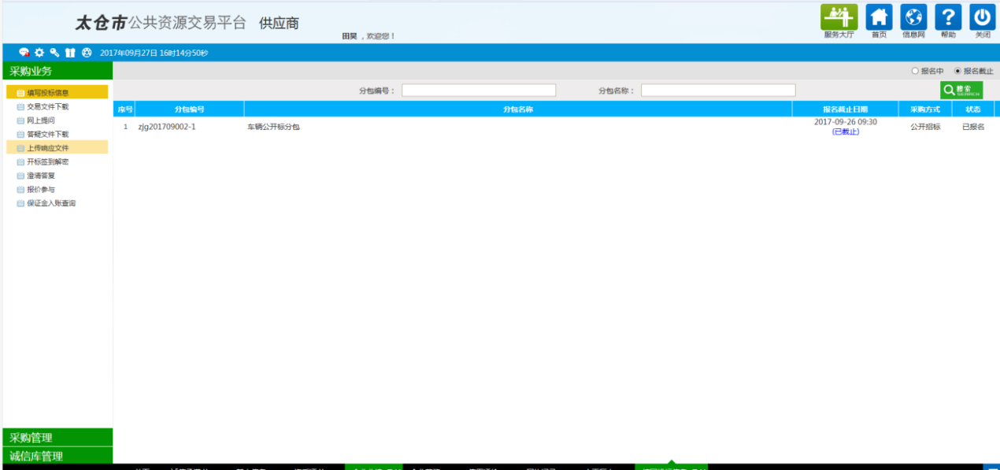 太仓市公共资源交易平台 供应商
田昊 ，欢迎您！
服务大厅 首页 信息网 帮助 关闭
2017年09月27日 16时14分50秒
采购业务
报名中 报名截止
填写投标信息
分包编号： 分包名称： 搜索 SEARCH
交易文件下载
序号 分包编号 分包名称 报名截止日期 采购方式 状态
网上提问
1 zjg201709002-1 车辆公开标分包 2017-09-26 09:30 公开招标 已报名
(已截止)
答疑文件下载
上传响应文件
开标签到解密
澄清答复
报价参与
保证金入账查询
采购管理
诚信库管理